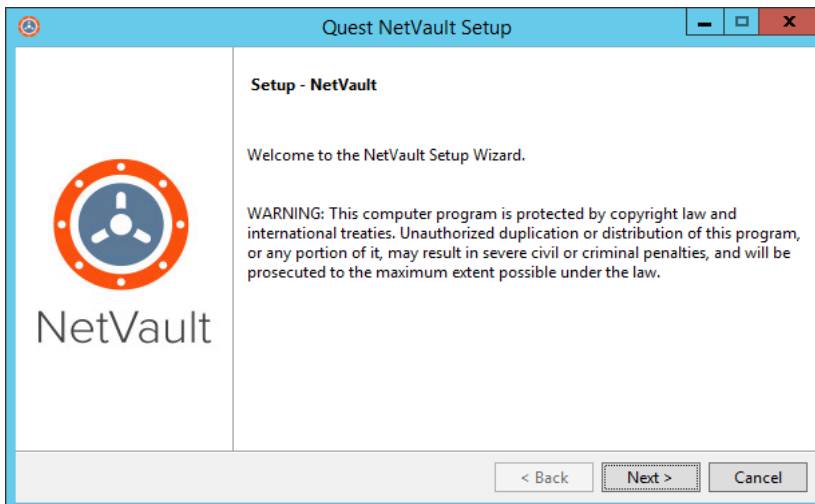 Quest NetVault Setup
Setup - NetVault
Welcome to the NetVault Setup Wizard.
WARNING: This computer program is protected by copyright law and
international treaties. Unauthorized duplication or distribution of this program,
or any portion of it, may result in severe civil or criminal penalties, and will be
prosecuted to the maximum extent possible under the law.
NetVault
< Back Next > Cancel